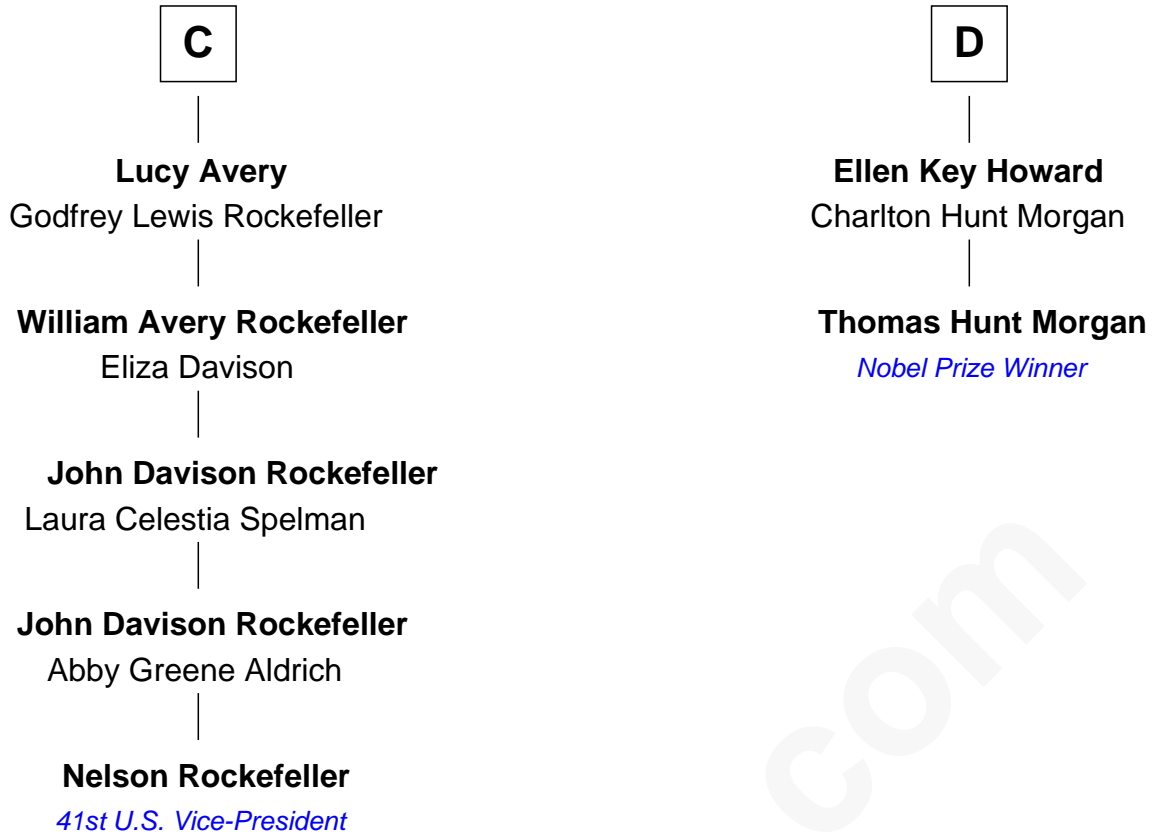 C
Lucy Avery
Godfrey Lewis Rockefeller
William Avery Rockefeller
Eliza Davison
John Davison Rockefeller
Laura Celestia Spelman
John Davison Rockefeller
Abby Greene Aldrich
Nelson Rockefeller
41st U.S. Vice-President
D
Ellen Key Howard
Charlton Hunt Morgan
Thomas Hunt Morgan
Nobel Prize Winner
com